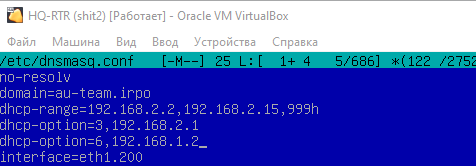 HQ-RTR (shit2) [Работает] - Oracle VM VirtualBox
Файл Машина Вид Ввод Устройства Справка
/etc/dnsmasq.conf [-M--] 25 L:[ 1+ 4 5/686] *(122 /2752
no-resolv
domain=au-team.irpo
dhcp-range=192.168.2.2,192.168.2.15,999h
dhcp-option=3,192.168.2.1
dhcp-option=6,192.168.1.2
interface=eth1.200